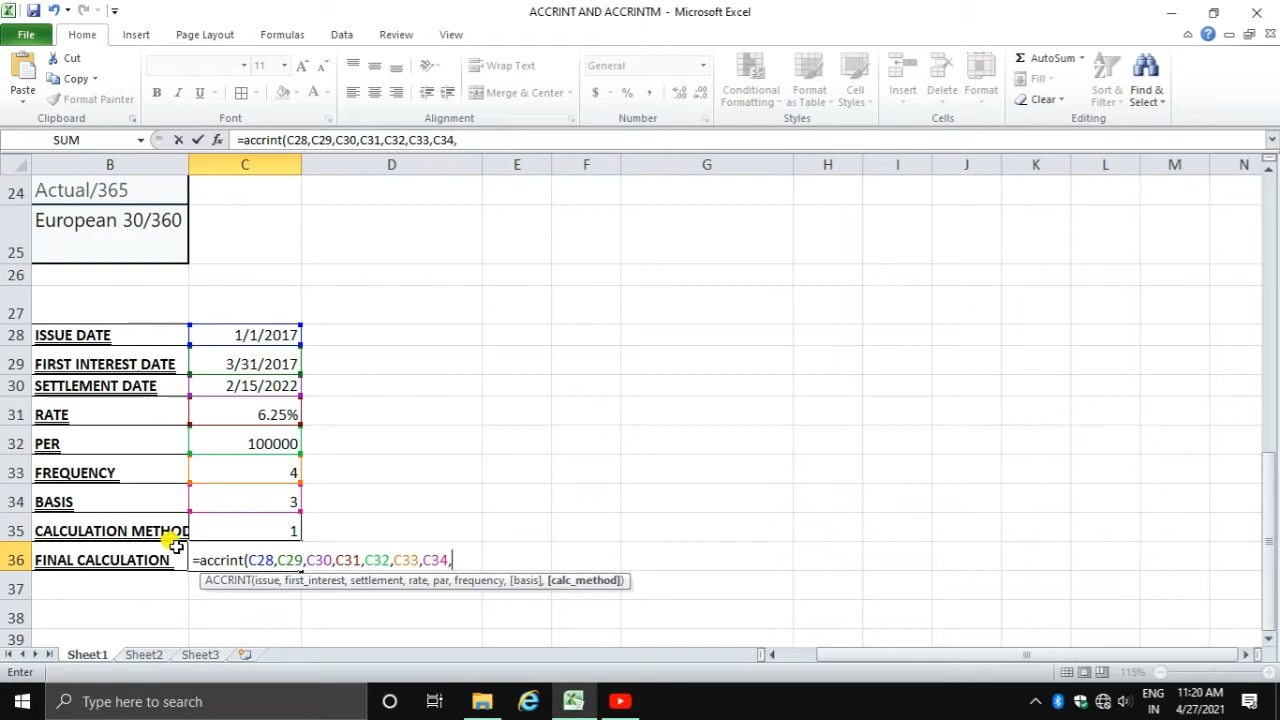 ACCRINT AND ACCRINTM - Microsoft Excel
File Home Insert Page Layout Formulas Data Review View
Paste Cut Copy Format Painter
11
B I U A A A
Wrap Text
Merge & Center
General
$ % ,
Conditional Formatting Format as Table Cell Styles
Insert Delete Format
Σ AutoSum Fill Clear
Sort & Filter Find & Select
Clipboard Font Alignment Number Styles Cells Editing
SUM fx =accrint(C28,C29,C30,C31,C32,C33,C34,
B C D E F G H I J K L M N
24 Actual/365
25 European 30/360
26
27
28 ISSUE DATE 1/1/2017
29 FIRST INTEREST DATE 3/31/2017
30 SETTLEMENT DATE 2/15/2022
31 RATE 6.25%
32 PER 100000
33 FREQUENCY 4
34 BASIS 3
35 CALCULATION METHOD 1
36 FINAL CALCULATION =accrint(C28,C29,C30,C31,C32,C33,C34,
ACCRINT(issue, first_interest, settlement, rate, par, frequency, [basis], [calc_method])
37
38
39
Sheet1 Sheet2 Sheet3
Enter 115%
Type here to search
ENG
IN
11:20 AM
4/27/2021